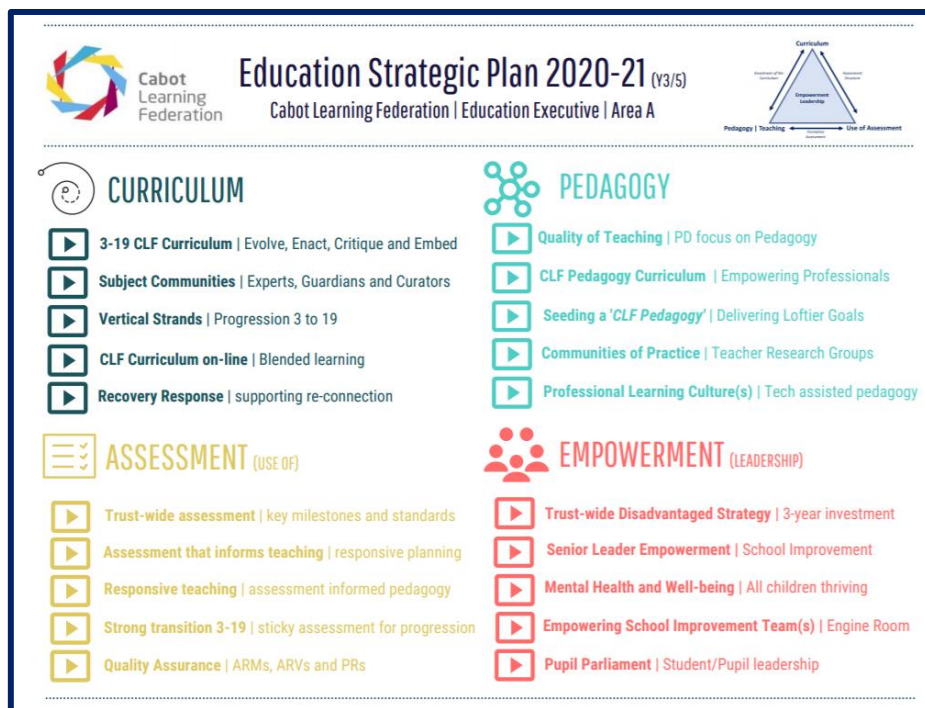 Cabot
Learning
Federation
Education Strategic Plan 2020-21 (Y3/5)
Cabot Learning Federation | Education Executive | Area A
Curriculum
Enactment of the
Curriculum
Assessment
Structure
Empowerment
Leadership
Pedagogy | Teaching
Formative
Assessment
Use of Assessment
CURRICULUM
3-19 CLF Curriculum | Evolve, Enact, Critique and Embed
Subject Communities | Experts, Guardians and Curators
Vertical Strands | Progression 3 to 19
CLF Curriculum on-line | Blended learning
Recovery Response | supporting re-connection
PEDAGOGY
Quality of Teaching | PD focus on Pedagogy
CLF Pedagogy Curriculum | Empowering Professionals
Seeding a 'CLF Pedagogy' | Delivering Loftier Goals
Communities of Practice | Teacher Research Groups
Professional Learning Culture(s) | Tech assisted pedagogy
ASSESSMENT (USE OF)
Trust-wide assessment | key milestones and standards
Assessment that informs teaching | responsive planning
Responsive teaching | assessment informed pedagogy
Strong transition 3-19 | sticky assessment for progression
Quality Assurance | ARMs, ARVs and PRs
EMPOWERMENT (LEADERSHIP)
Trust-wide Disadvantaged Strategy | 3-year investment
Senior Leader Empowerment | School Improvement
Mental Health and Well-being | All children thriving
Empowering School Improvement Team(s) | Engine Room
Pupil Parliament | Student/Pupil leadership